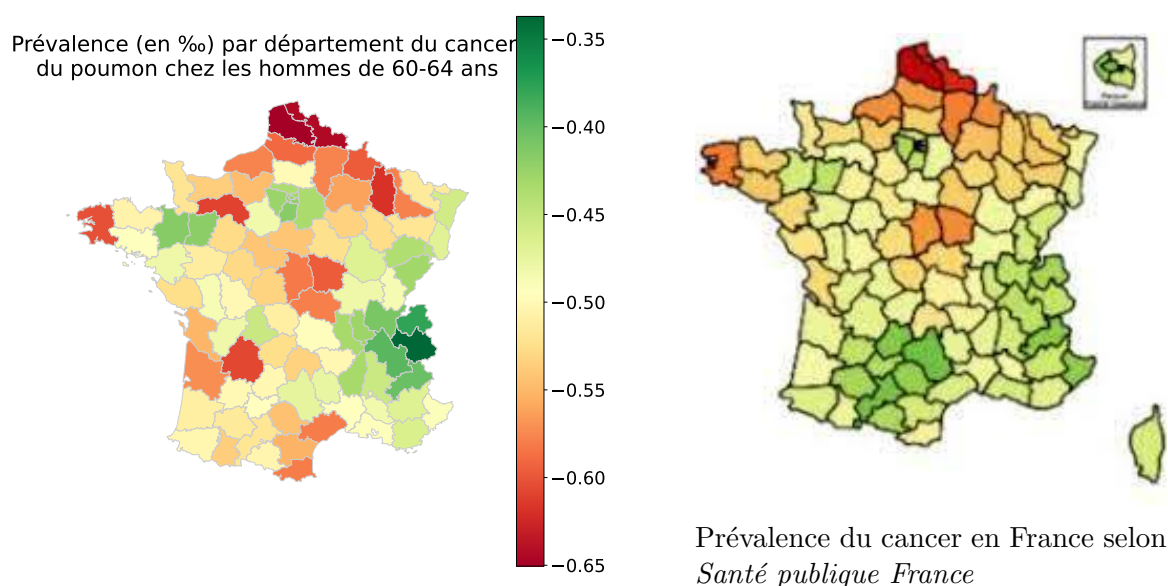 Prévalence (en ‰) par département du cancer
du poumon chez les hommes de 60-64 ans
−0.35
−0.40
−0.45
−0.50
−0.55
−0.60
−0.65
Prévalence du cancer en France selon
Santé publique France